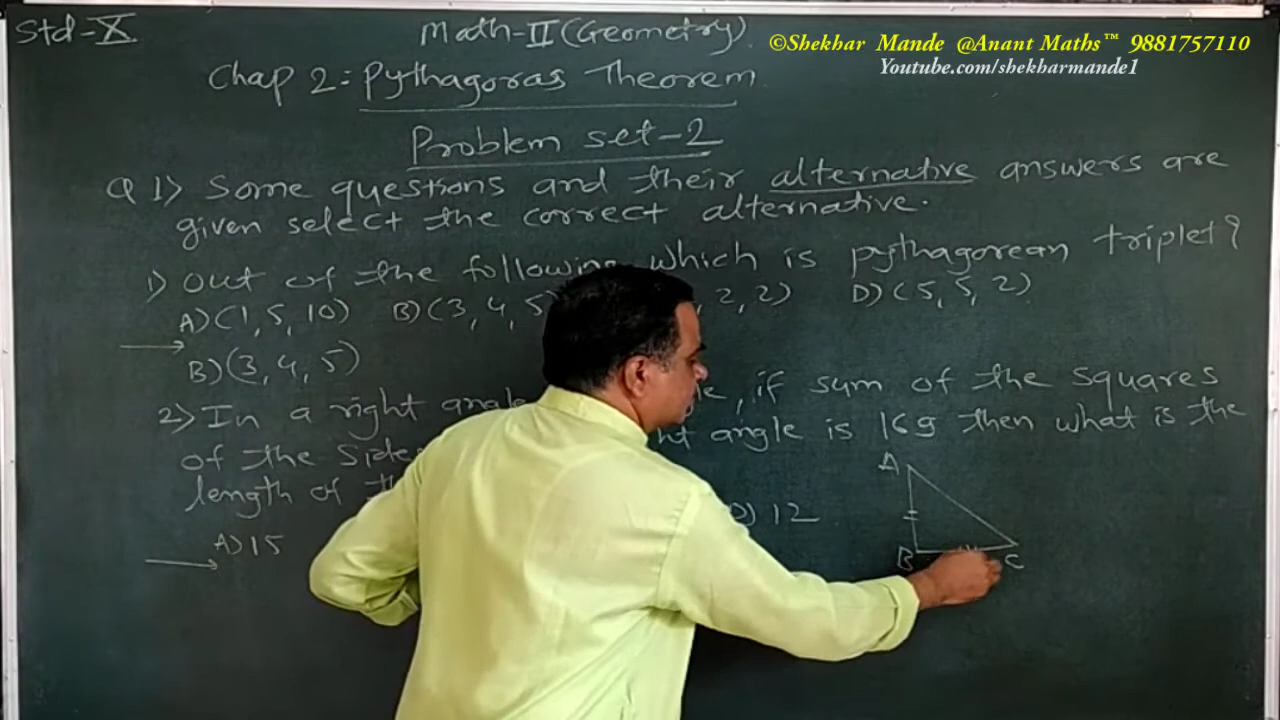 Std-X
Math-II (Geometry)
©Shekhar Mande @Anant Maths™ 9881757110
Youtube.com/shekharmande1
Chap 2: Pythagoras Theorem
Problem set-2
Q 1> Some questions and their alternative answers are
given select the correct alternative.
1) Out of the following which is pythagorean triplet?
A) (1, 5, 10) B) (3, 4, 5) , 2, 2) D) (5, 5, 2)
B) (3, 4, 5)
2> In a right , if sum of the squares
of the angle is 169 then what is the
length of
A) 15 D) 12
A
B C